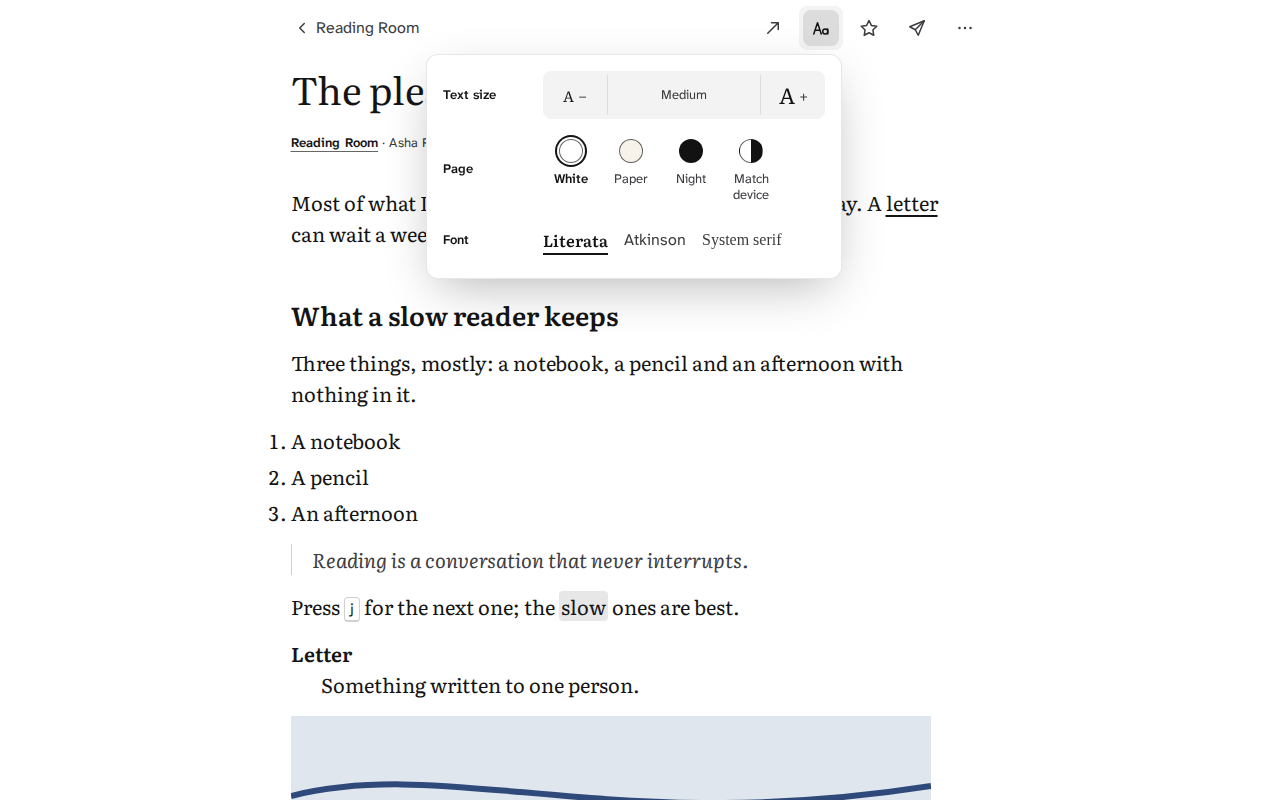 Reading Room
Aa
The ple
Text size
A −
Medium
A +
Reading Room · Asha
Page
White
Paper
Night
Match
device
Most of what I
ay. A letter
can wait a wee
Font
Literata
Atkinson
System serif
What a slow reader keeps
Three things, mostly: a notebook, a pencil and an afternoon with
nothing in it.
1. A notebook
2. A pencil
3. An afternoon
Reading is a conversation that never interrupts.
Press j for the next one; the slow ones are best.
Letter
Something written to one person.